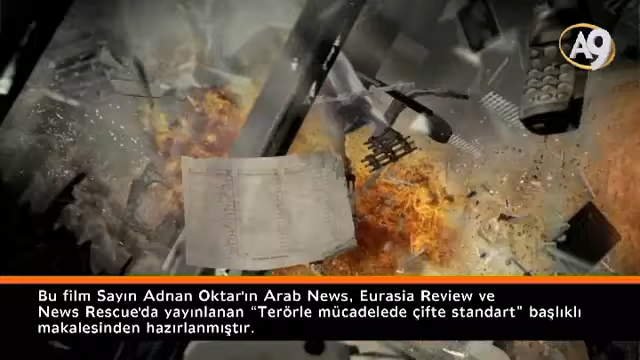 A9
Bu film Sayın Adnan Oktar'ın Arab News, Eurasia Review ve
News Rescue'da yayınlanan “Terörle mücadelede çifte standart” başlıklı
makalesinden hazırlanmıştır.